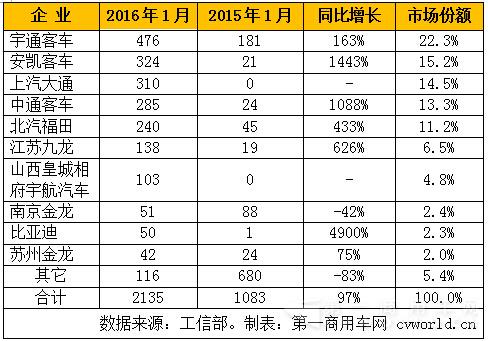 企 业 2016年1月 2015年1月 同比增长 市场份额
宇通客车 476 181 163% 22.3%
安凯客车 324 21 1443% 15.2%
上汽大通 310 0 - 14.5%
中通客车 285 24 1088% 13.3%
北汽福田 240 45 433% 11.2%
江苏九龙 138 19 626% 6.5%
山西皇城相
府宇航汽车 103 0 - 4.8%
南京金龙 51 88 -42% 2.4%
比亚迪 50 1 4900% 2.3%
苏州金龙 42 24 75% 2.0%
其它 116 680 -83% 5.4%
合计 2135 1083 97% 100.0%
数据来源：工信部。制表：第一商用车网 cvworld.cn